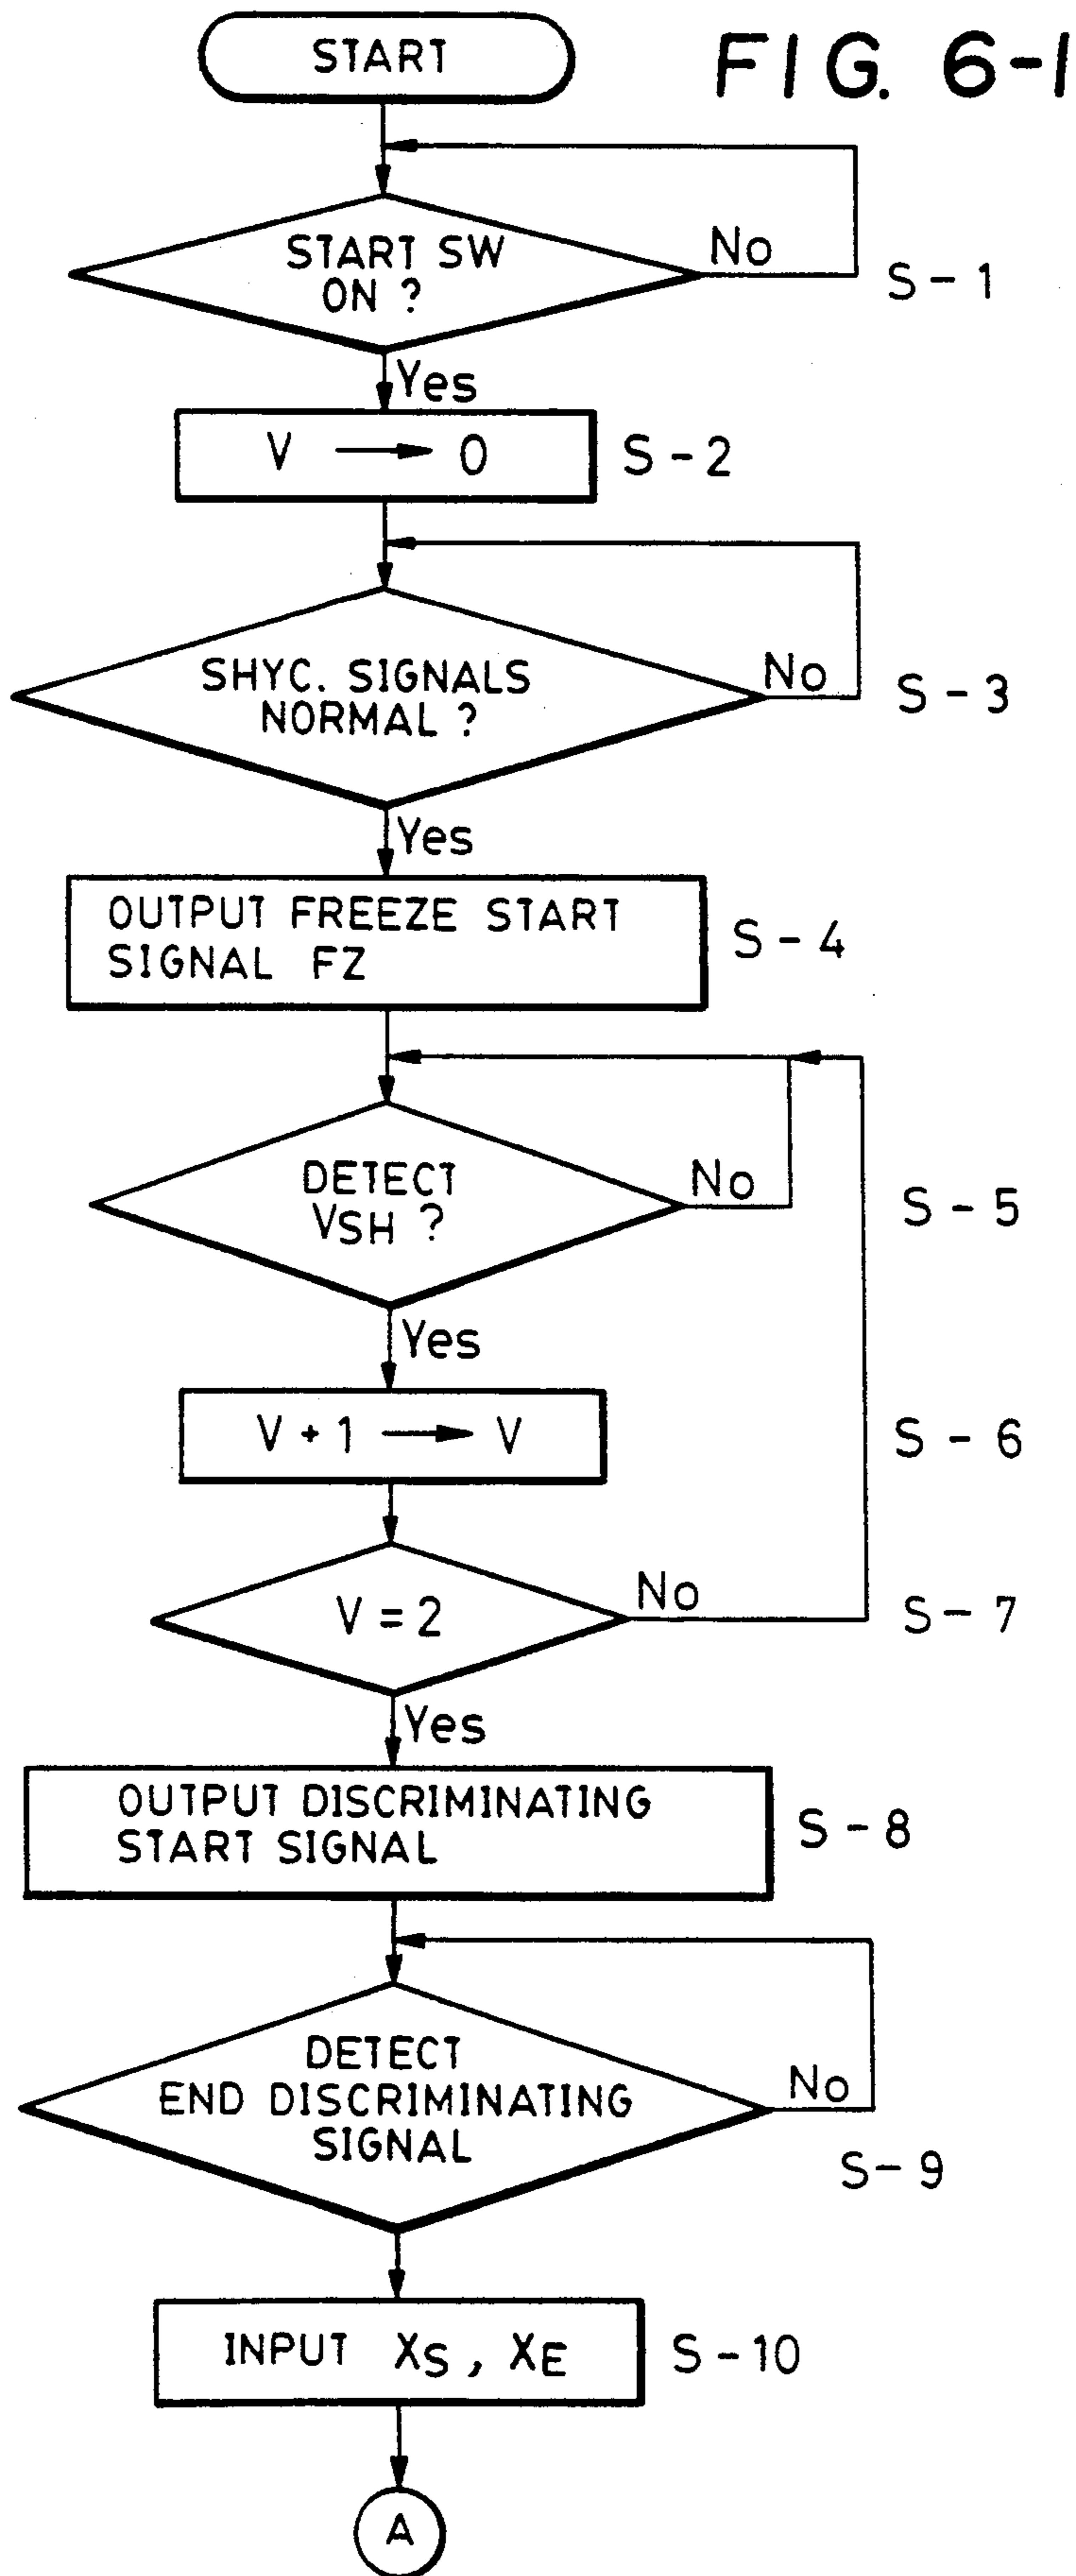 START
FIG. 6-1
START SW
ON ?
No
S-1
Yes
V → 0
S-2
SHYC. SIGNALS
NORMAL ?
No
S-3
Yes
OUTPUT FREEZE START
SIGNAL FZ
S-4
DETECT
VSH ?
No
S-5
Yes
V + 1 → V
S-6
V = 2
No
S-7
Yes
OUTPUT DISCRIMINATING
START SIGNAL
S-8
DETECT
END DISCRIMINATING
SIGNAL
No
S-9
INPUT XS, XE
S-10
A